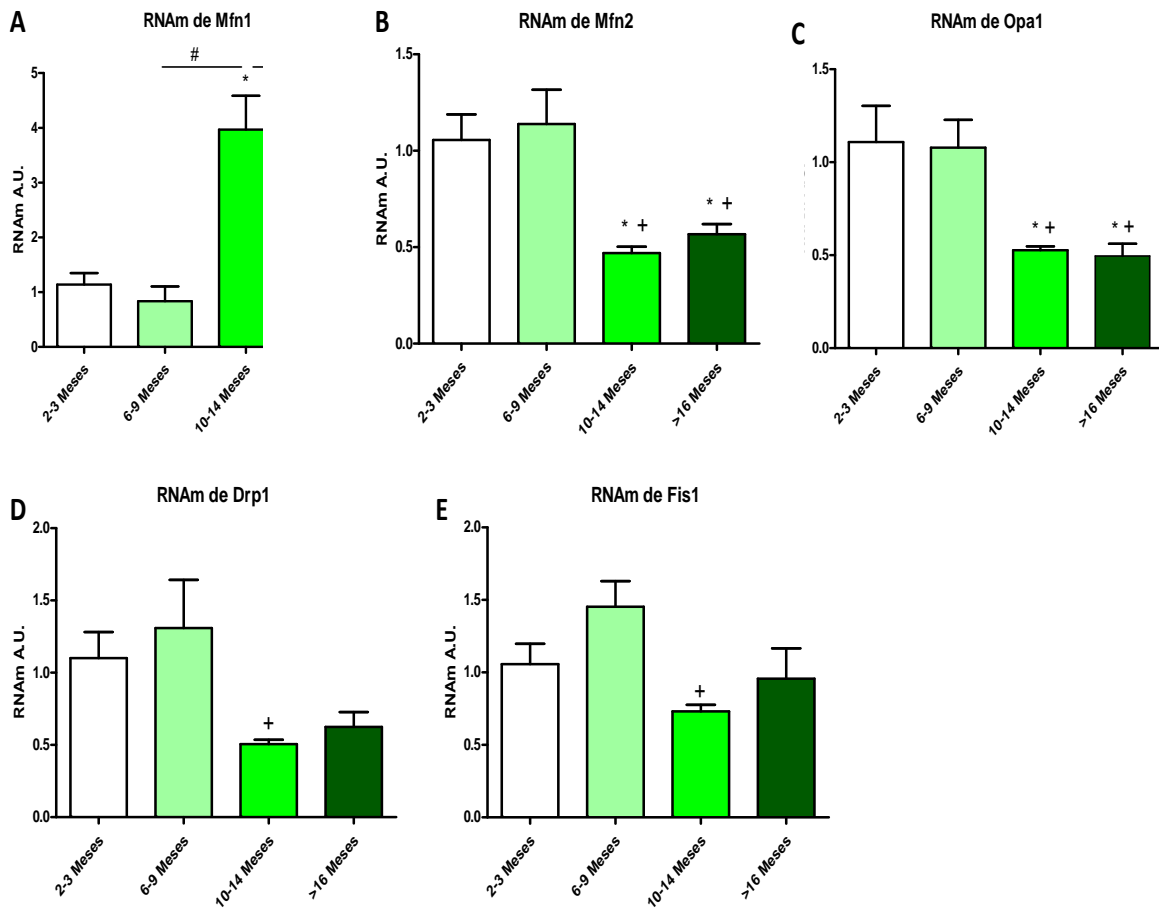 A
RNAm de Mfn1
#
*
RNAm A.U.
5
4
3
2
1
0
2-3 Meses
6-9 Meses
10-14 Meses
B
RNAm de Mfn2
RNAm A.U.
1.5
1.0
0.5
0.0
* +
* +
2-3 Meses
6-9 Meses
10-14 Meses
>16 Meses
C
RNAm de Opa1
1.5
1.0
0.5
0.0
* +
* +
2-3 Meses
6-9 Meses
10-14 Meses
>16 Meses
D
RNAm de Drp1
RNAm A.U.
2.0
1.5
1.0
0.5
0.0
+
2-3 Meses
6-9 Meses
10-14 Meses
>16 Meses
E
RNAm de Fis1
RNAm A.U.
2.0
1.5
1.0
0.5
0.0
+
2-3 Meses
6-9 Meses
10-14 Meses
>16 Meses